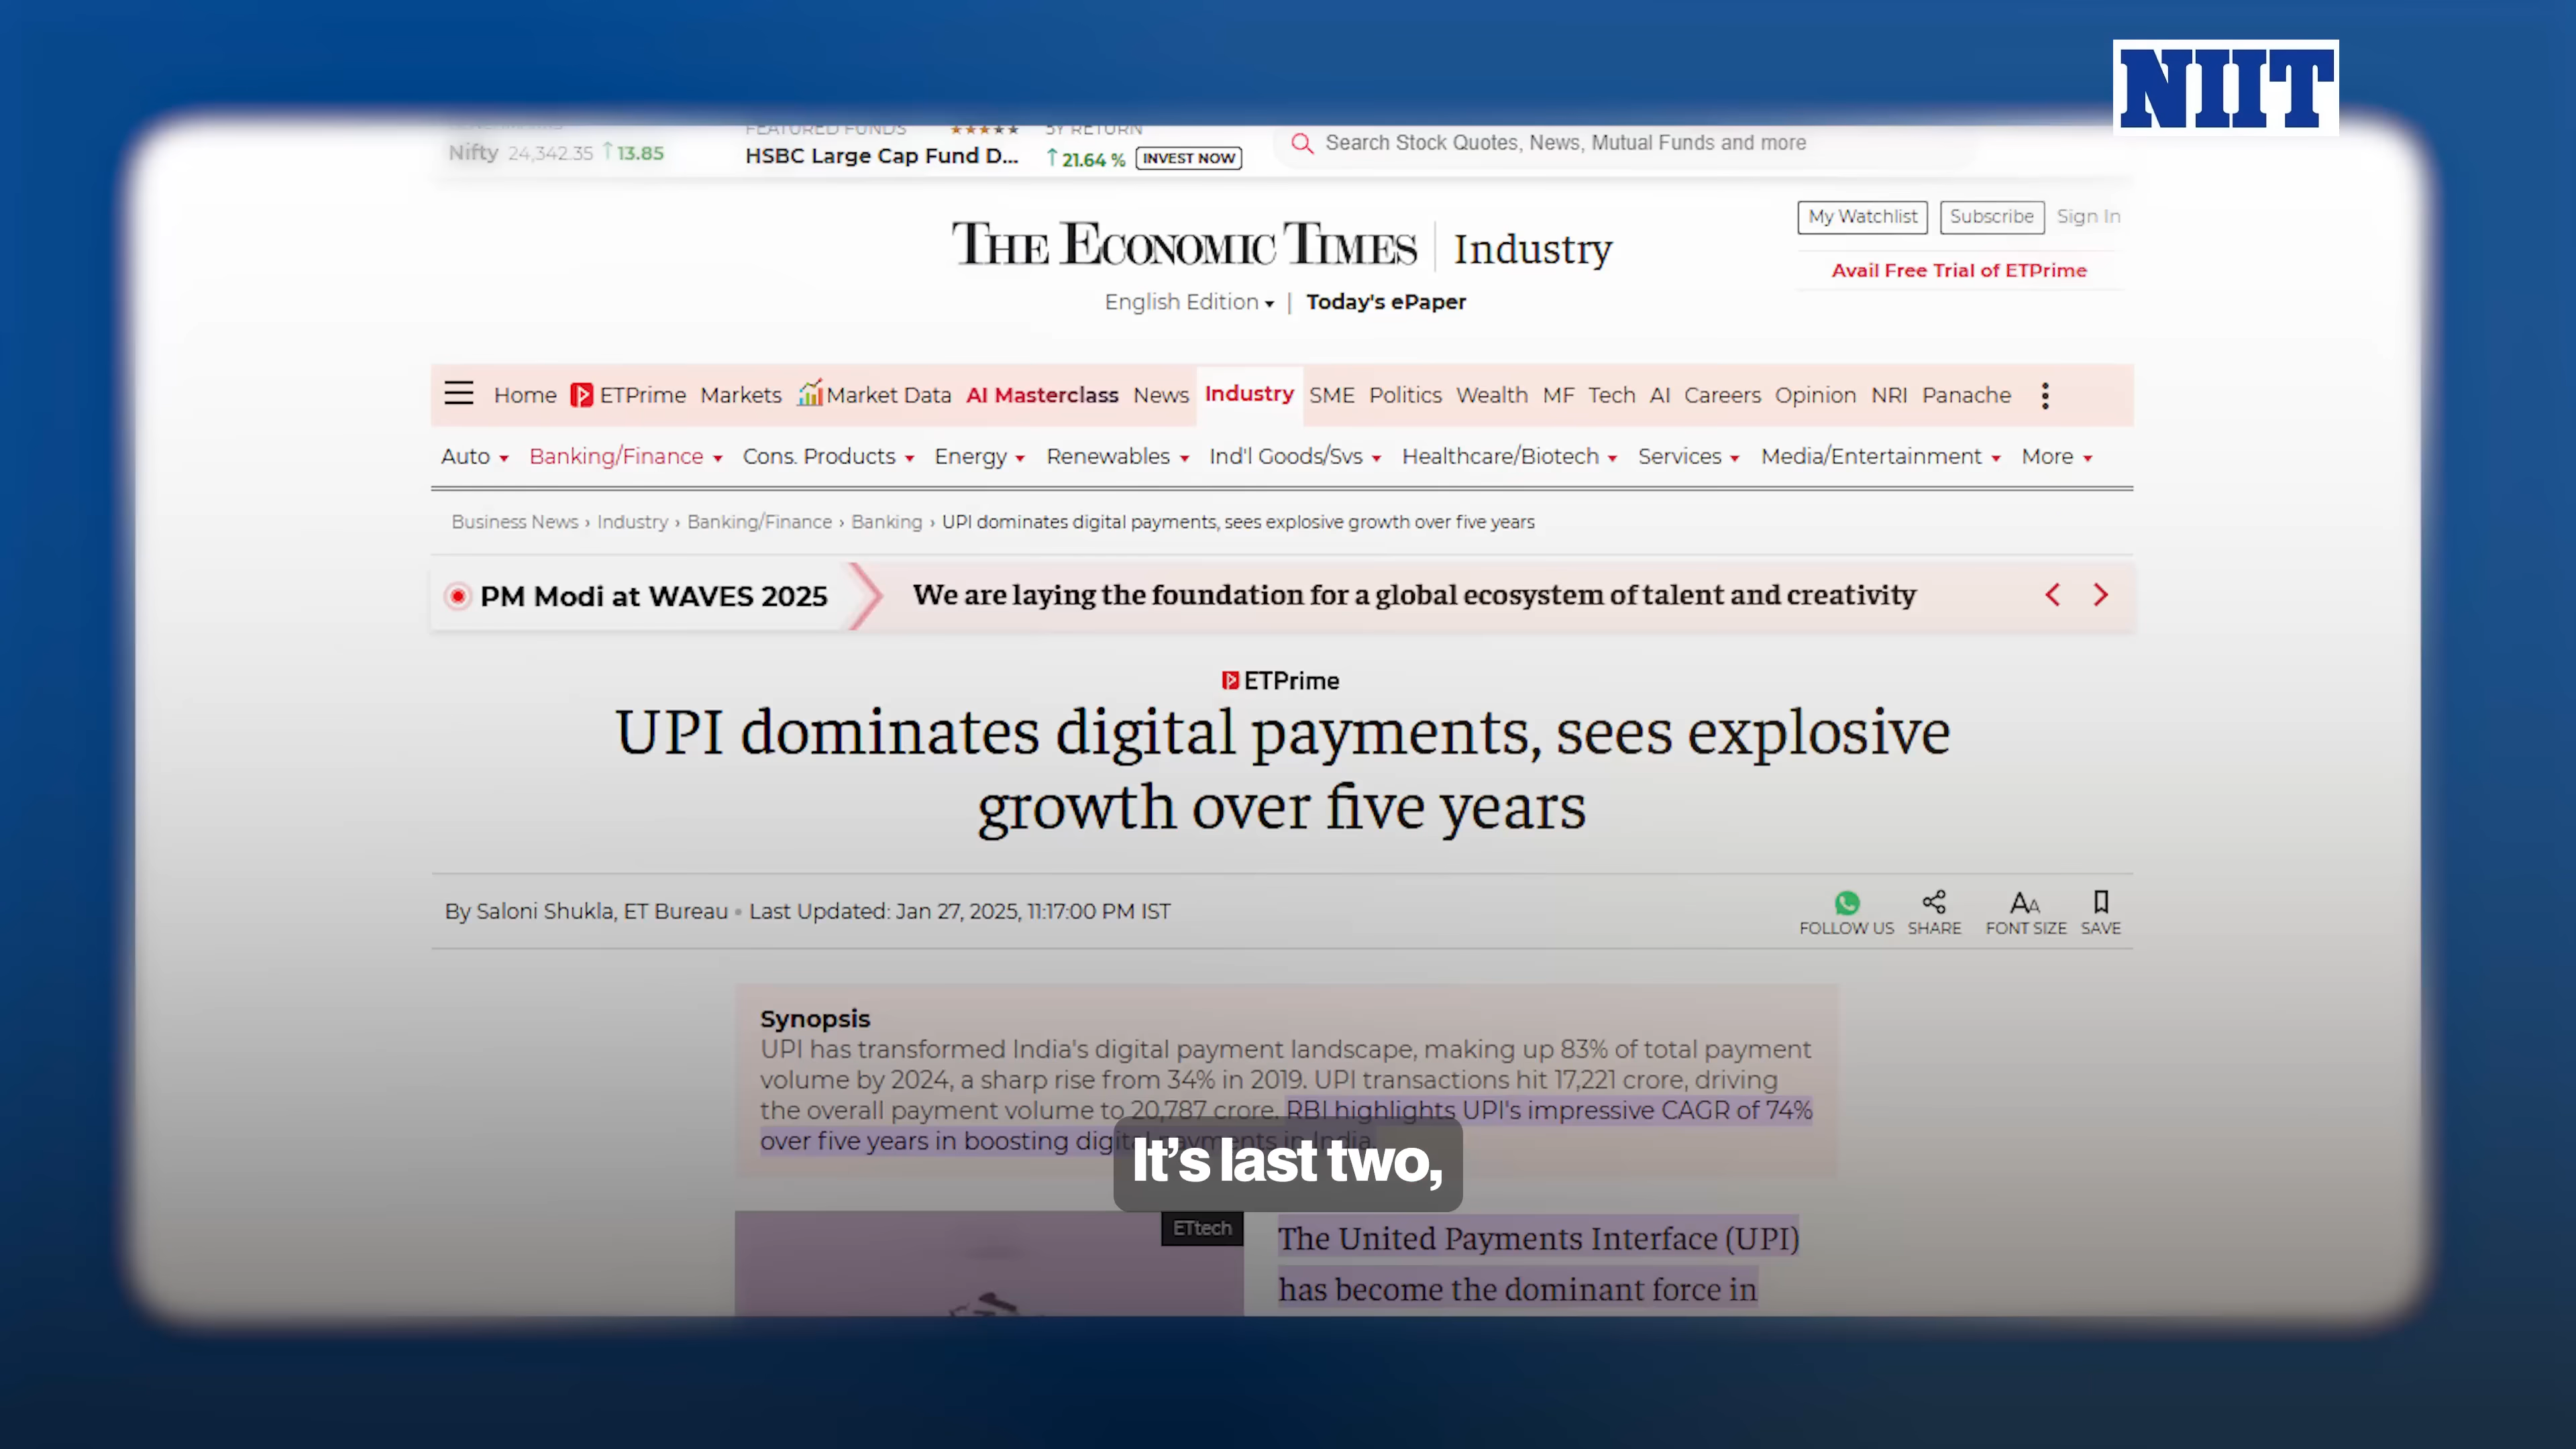 NIIT
FEATURED FUNDS ★★★★★ 5Y RETURN
Nifty 24,342.35 ↑13.85
HSBC Large Cap Fund D... ↑21.64 % INVEST NOW
Search Stock Quotes, News, Mutual Funds and more
THE ECONOMIC TIMES | Industry
My Watchlist Subscribe Sign In
Avail Free Trial of ETPrime
English Edition ▾ | Today's ePaper
Home ETPrime Markets Market Data AI Masterclass News Industry SME Politics Wealth MF Tech AI Careers Opinion NRI Panache
Auto Banking/Finance Cons. Products Energy Renewables Ind'l Goods/Svs Healthcare/Biotech Services Media/Entertainment More
Business News › Industry › Banking/Finance › Banking › UPI dominates digital payments, sees explosive growth over five years
PM Modi at WAVES 2025 We are laying the foundation for a global ecosystem of talent and creativity
ETPrime
UPI dominates digital payments, sees explosive
growth over five years
By Saloni Shukla, ET Bureau • Last Updated: Jan 27, 2025, 11:17:00 PM IST
FOLLOW US SHARE FONT SIZE SAVE
Synopsis
UPI has transformed India's digital payment landscape, making up 83% of total payment
volume by 2024, a sharp rise from 34% in 2019. UPI transactions hit 17,221 crore, driving
the overall payment volume to 20,787 crore. RBI highlights UPI's impressive CAGR of 74%
over five years in boosting digital payments in India.
It's last two,
ETtech
The United Payments Interface (UPI)
has become the dominant force in